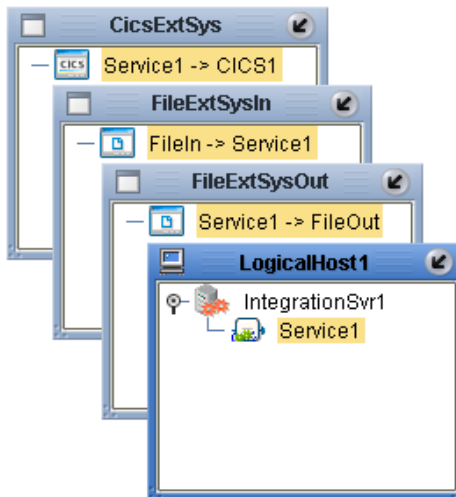 CicsExtSys
CICS
Service1 -> CICS1
FileExtSysIn
FileIn -> Service1
FileExtSysOut
Service1 -> FileOut
LogicalHost1
IntegrationSvr1
Service1